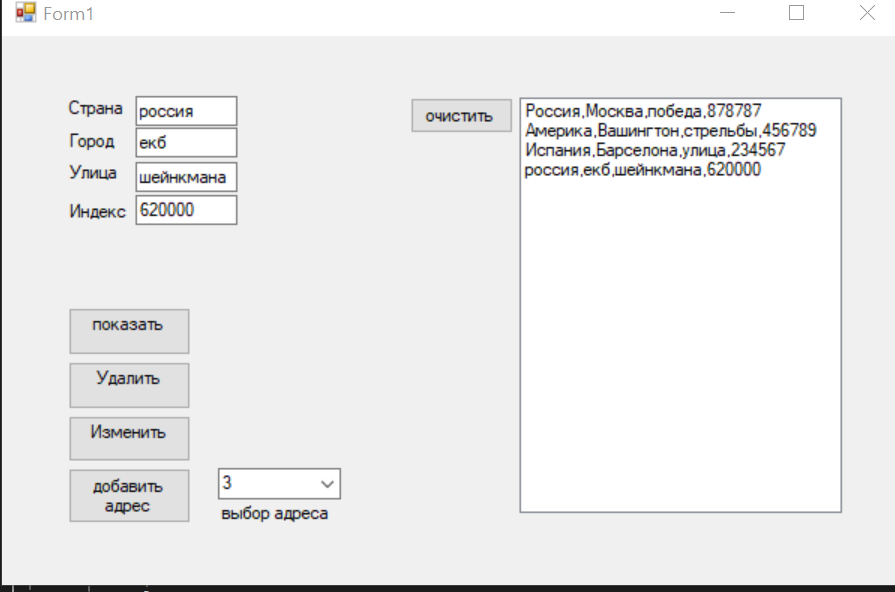 Form1
Страна россия
Город екб
Улица шейнкмана
Индекс 620000
очистить
Россия,Москва,победа,878787
Америка,Вашингтон,стрельбы,456789
Испания,Барселона,улица,234567
россия,екб,шейнкмана,620000
показать
Удалить
Изменить
добавить
адрес
3
выбор адреса